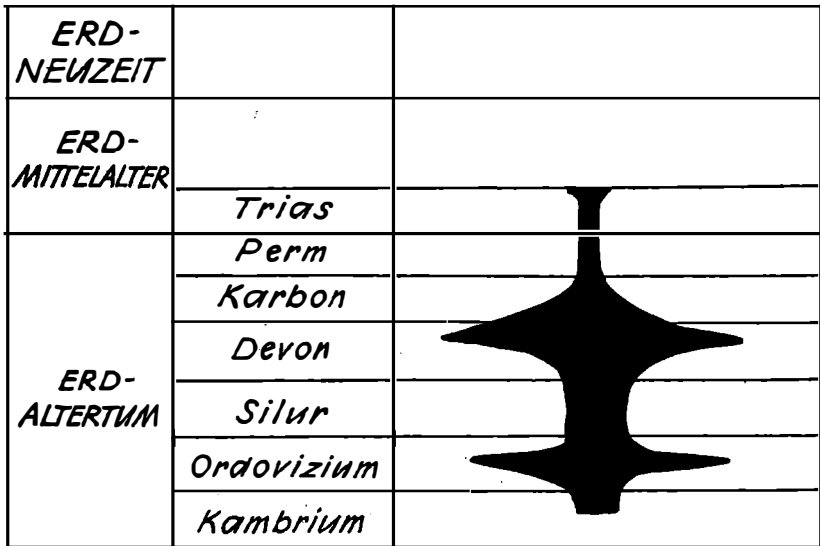 ERD-
NEUZEIT
ERD-
MITTELALTER
Trias
Perm
Karbon
Devon
ERD-
ALTERTUM
Silur
Ordovizium
Kambrium